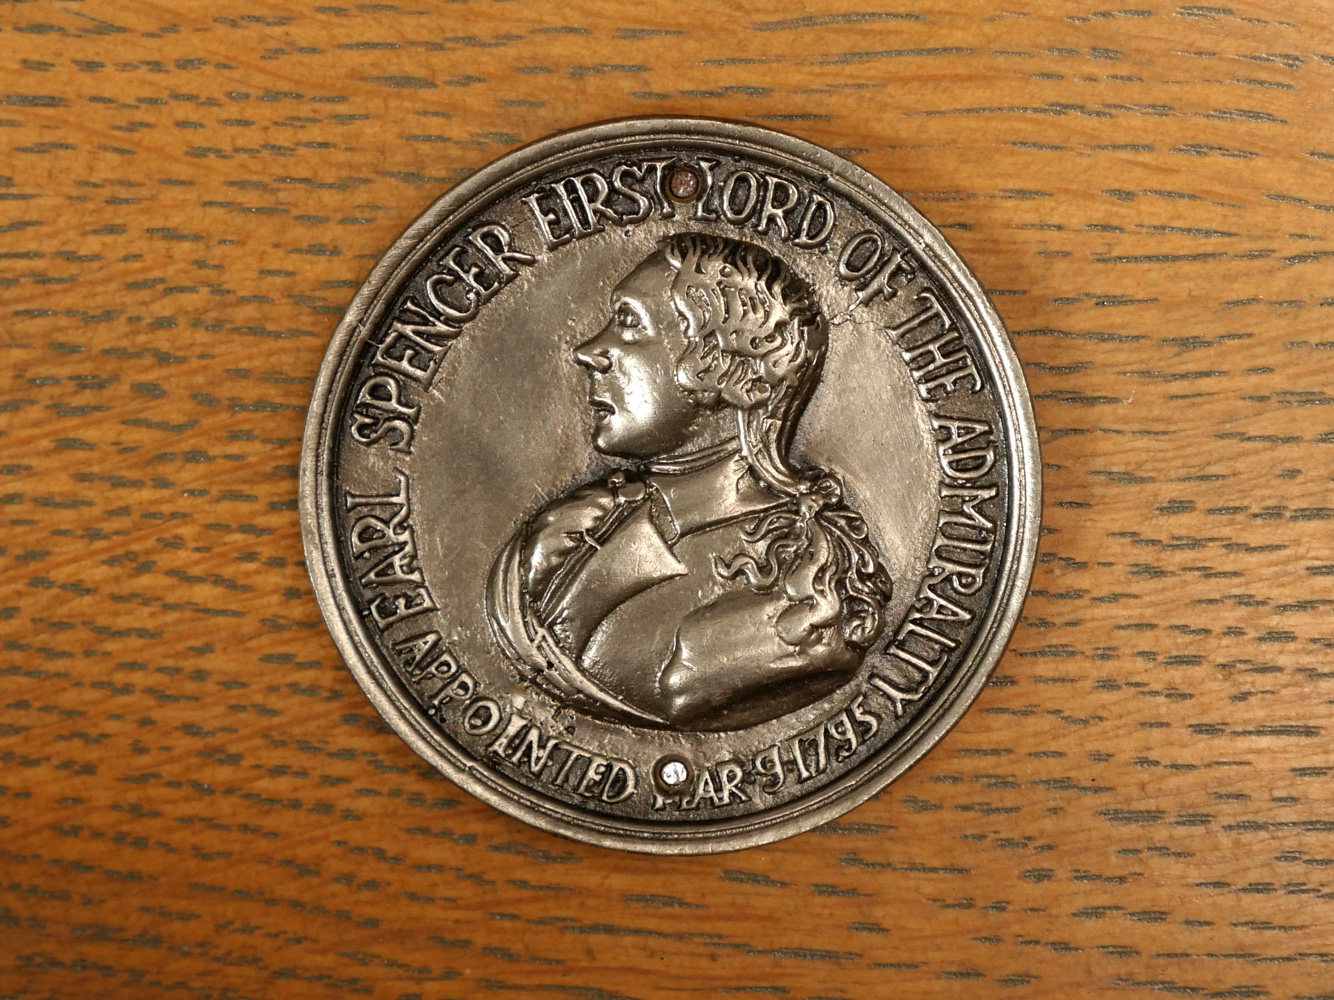 EARL SPENCER FIRST LORD OF THE ADMIRALTY
APPOINTED MAR 9 1795